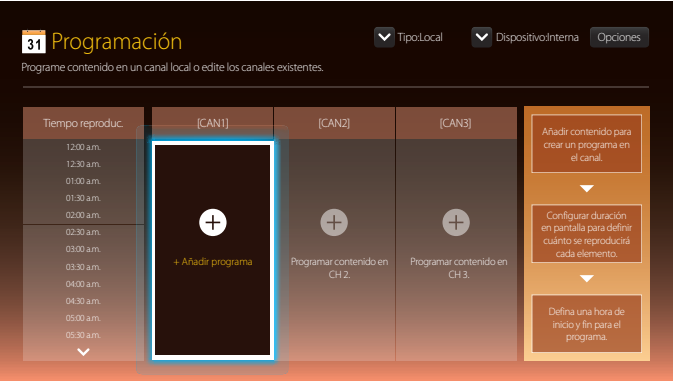 31 Programación
Tipo:Local
Dispositivo:Interna
Opciones
Programe contenido en un canal local o edite los canales existentes.
Tiempo reproduc.
[CAN1]
[CAN2]
[CAN3]
12:00 a.m.
12:30 a.m.
01:00 a.m.
01:30 a.m.
02:00 a.m.
02:30 a.m.
03:00 a.m.
03:30 a.m.
04:00 a.m.
04:30 a.m.
05:00 a.m.
05:30 a.m.
+ Añadir programa
Programar contenido en
CH 2.
Programar contenido en
CH 3.
Añadir contenido para
crear un programa en
el canal.
Configurar duración
en pantalla para definir
cuánto se reproducirá
cada elemento.
Defina una hora de
inicio y fin para el
programa.